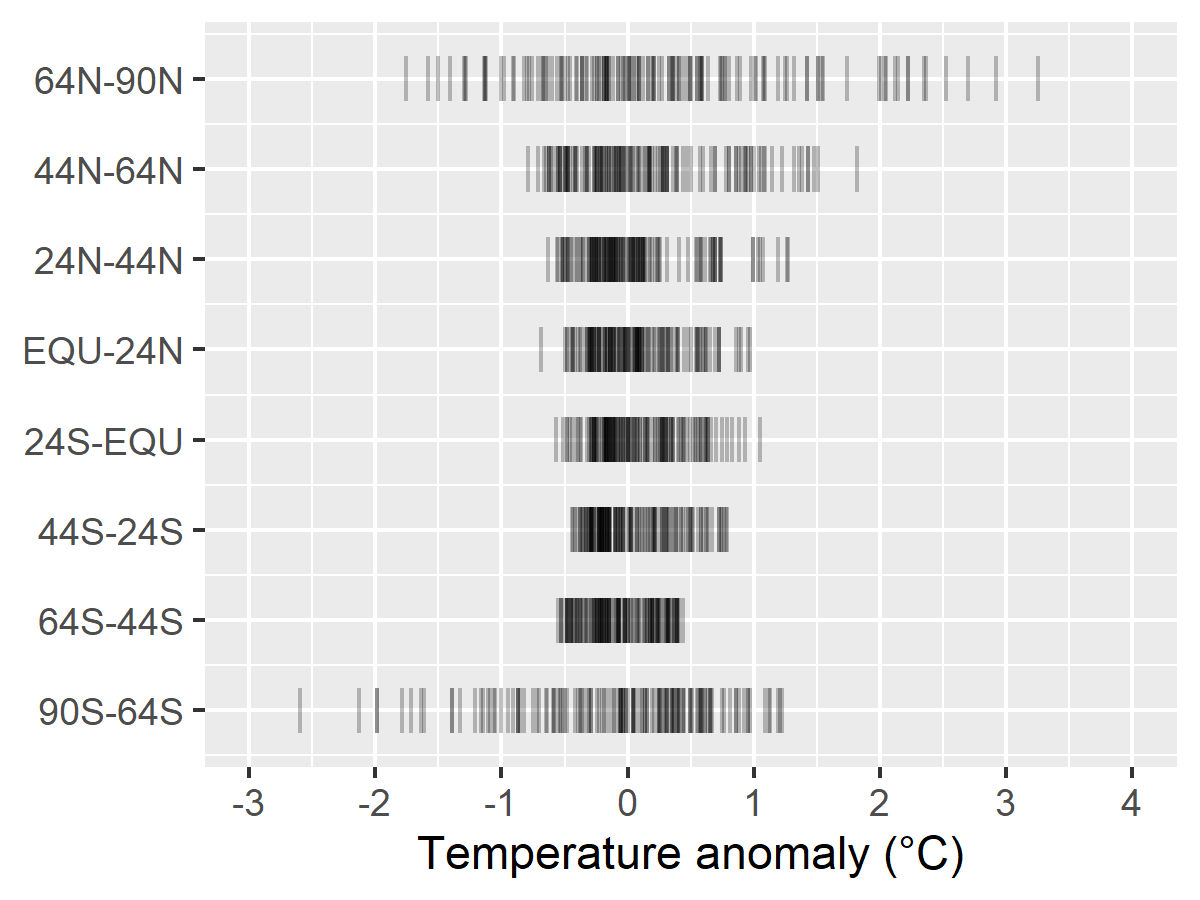 64N-90N
44N-64N
24N-44N
EQU-24N
24S-EQU
44S-24S
64S-44S
90S-64S
-3 -2 -1 0 1 2 3 4
Temperature anomaly (°C)